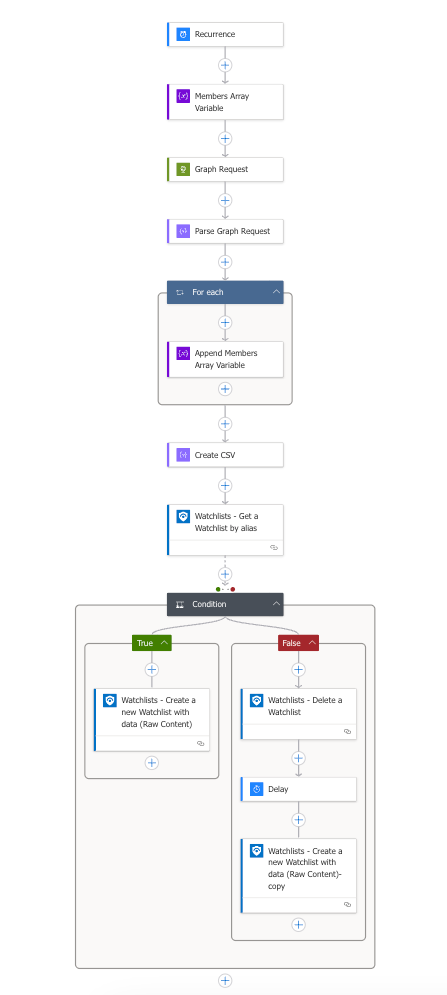 Recurrence
Members Array
Variable
Graph Request
Parse Graph Request
For each
Append Members
Array Variable
Create CSV
Watchlists - Get a
Watchlist by alias
Condition
True
False
Watchlists - Create a
new Watchlist with
data (Raw Content)
Watchlists - Delete a
Watchlist
Delay
Watchlists - Create a
new Watchlist with
data (Raw Content)-
copy